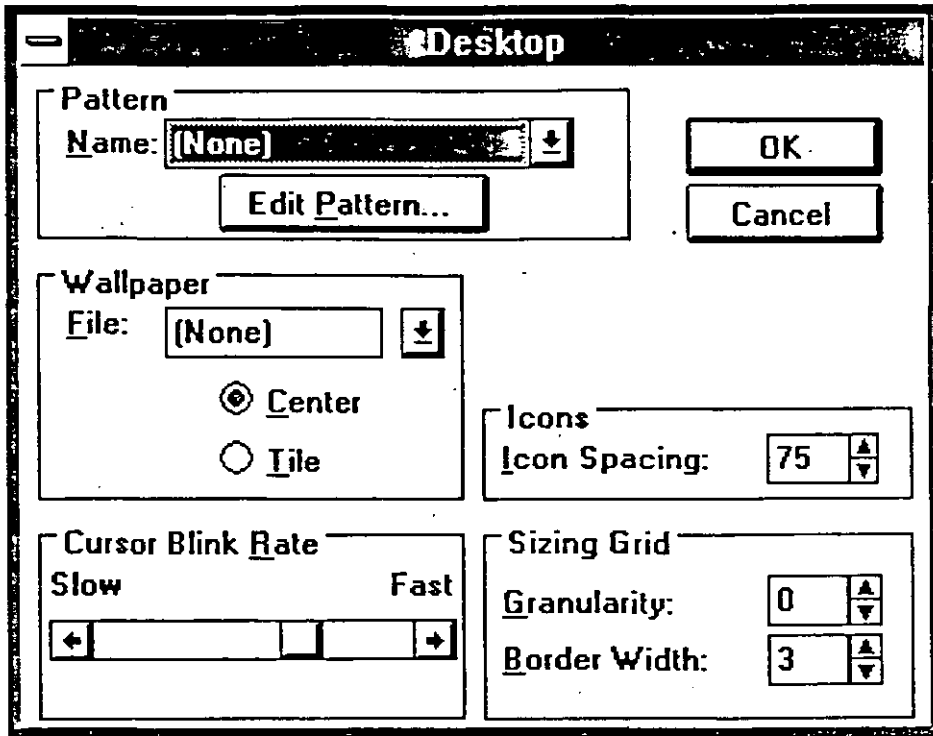 Desktop
Pattern
Name: (None)
Edit Pattern...
OK
Cancel
Wallpaper
File: (None)
Center
Tile
Icons
Icon Spacing: 75
Cursor Blink Rate
Slow Fast
Sizing Grid
Granularity: 0
Border Width: 3